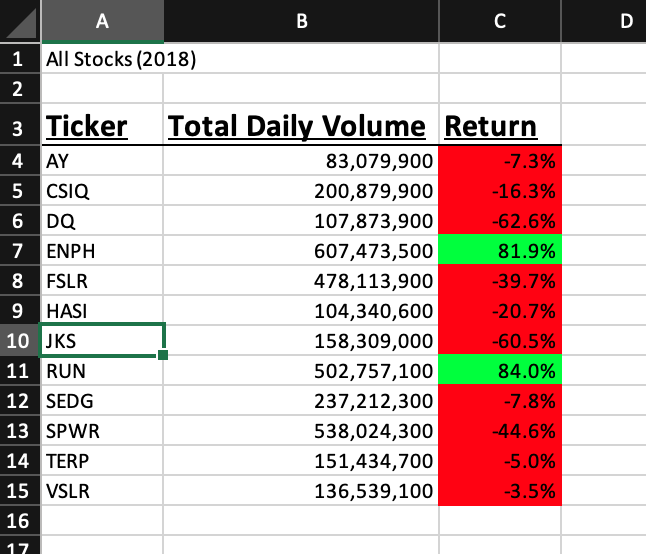 A B C D
1 All Stocks (2018)
2
3 Ticker Total Daily Volume Return
4 AY 83,079,900 -7.3%
5 CSIQ 200,879,900 -16.3%
6 DQ 107,873,900 -62.6%
7 ENPH 607,473,500 81.9%
8 FSLR 478,113,900 -39.7%
9 HASI 104,340,600 -20.7%
10 JKS 158,309,000 -60.5%
11 RUN 502,757,100 84.0%
12 SEDG 237,212,300 -7.8%
13 SPWR 538,024,300 -44.6%
14 TERP 151,434,700 -5.0%
15 VSLR 136,539,100 -3.5%
16
17